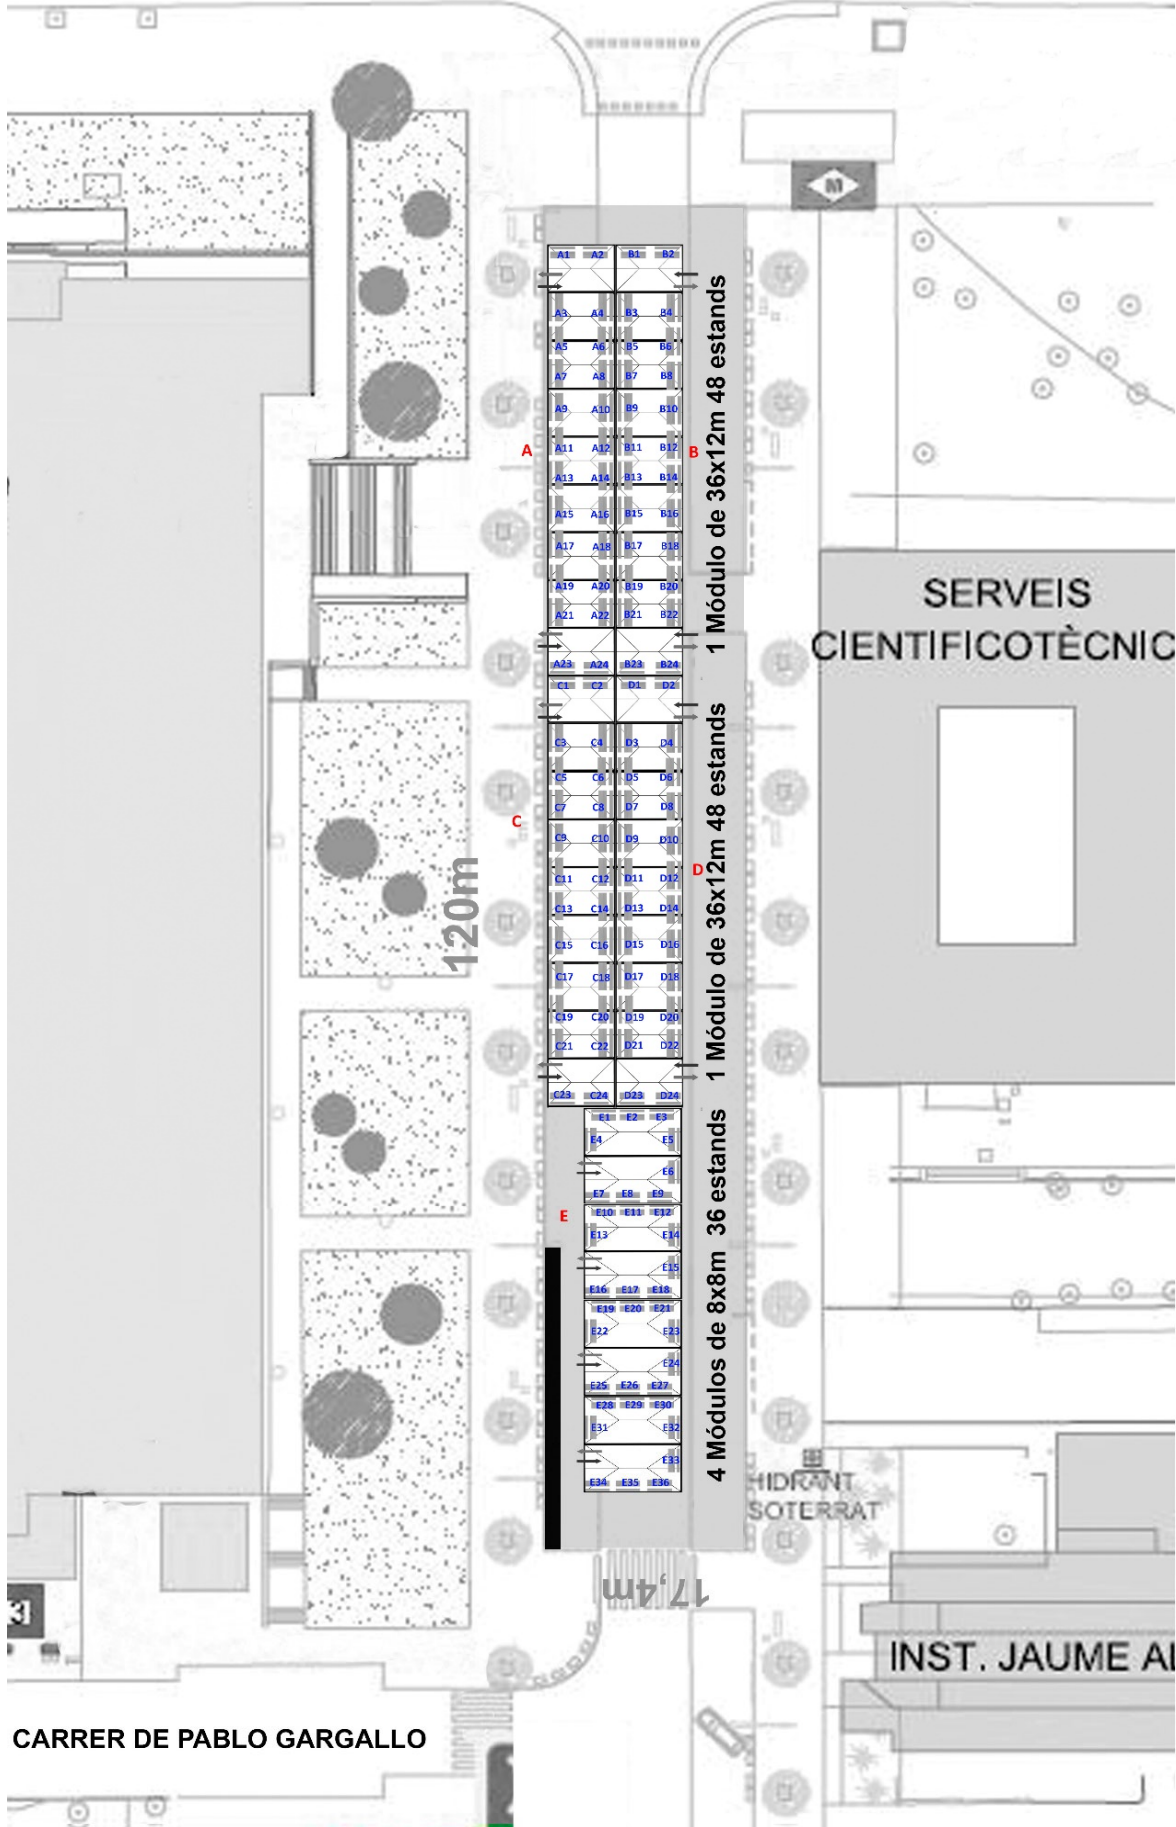 M
A1 A2 B1 B2
A3 A4 B3 B4
A5 A6 B5 B6
A7 A8 B7 B8
A9 A10 B9 B10
A11 A12 B11 B12
A
B
A13 A14 B13 B14
A15 A16 B15 B16
A17 A18 B17 B18
A19 A20 B19 B20
A21 A22 B21 B22
A23 A24 B23 B24
1 Módulo de 36x12m 48 estands
SERVEIS
CIENTIFICOTÈCNIC
C1 C2 D1 D2
C3 C4 D3 D4
C5 C6 D5 D6
C7 C8 D7 D8
C
C9 C10 D9 D10
D
C11 C12 D11 D12
C13 C14 D13 D14
C15 C16 D15 D16
C17 C18 D17 D18
C19 C20 D19 D20
C21 C22 D21 D22
C23 C24 D23 D24
1 Módulo de 36x12m 48 estands
120m
E1 E2 E3
E4 E5
E6
E7 E8 E9
E10 E11 E12
E
E13 E14
E15
E16 E17 E18
E19 E20 E21
E22 E23
E24
E25 E26 E27
E28 E29 E30
E31 E32
E33
E34 E35 E36
4 Módulos de 8x8m 36 estands
HIDRANT
SOTERRAT
17,4m
INST. JAUME AL
CARRER DE PABLO GARGALLO